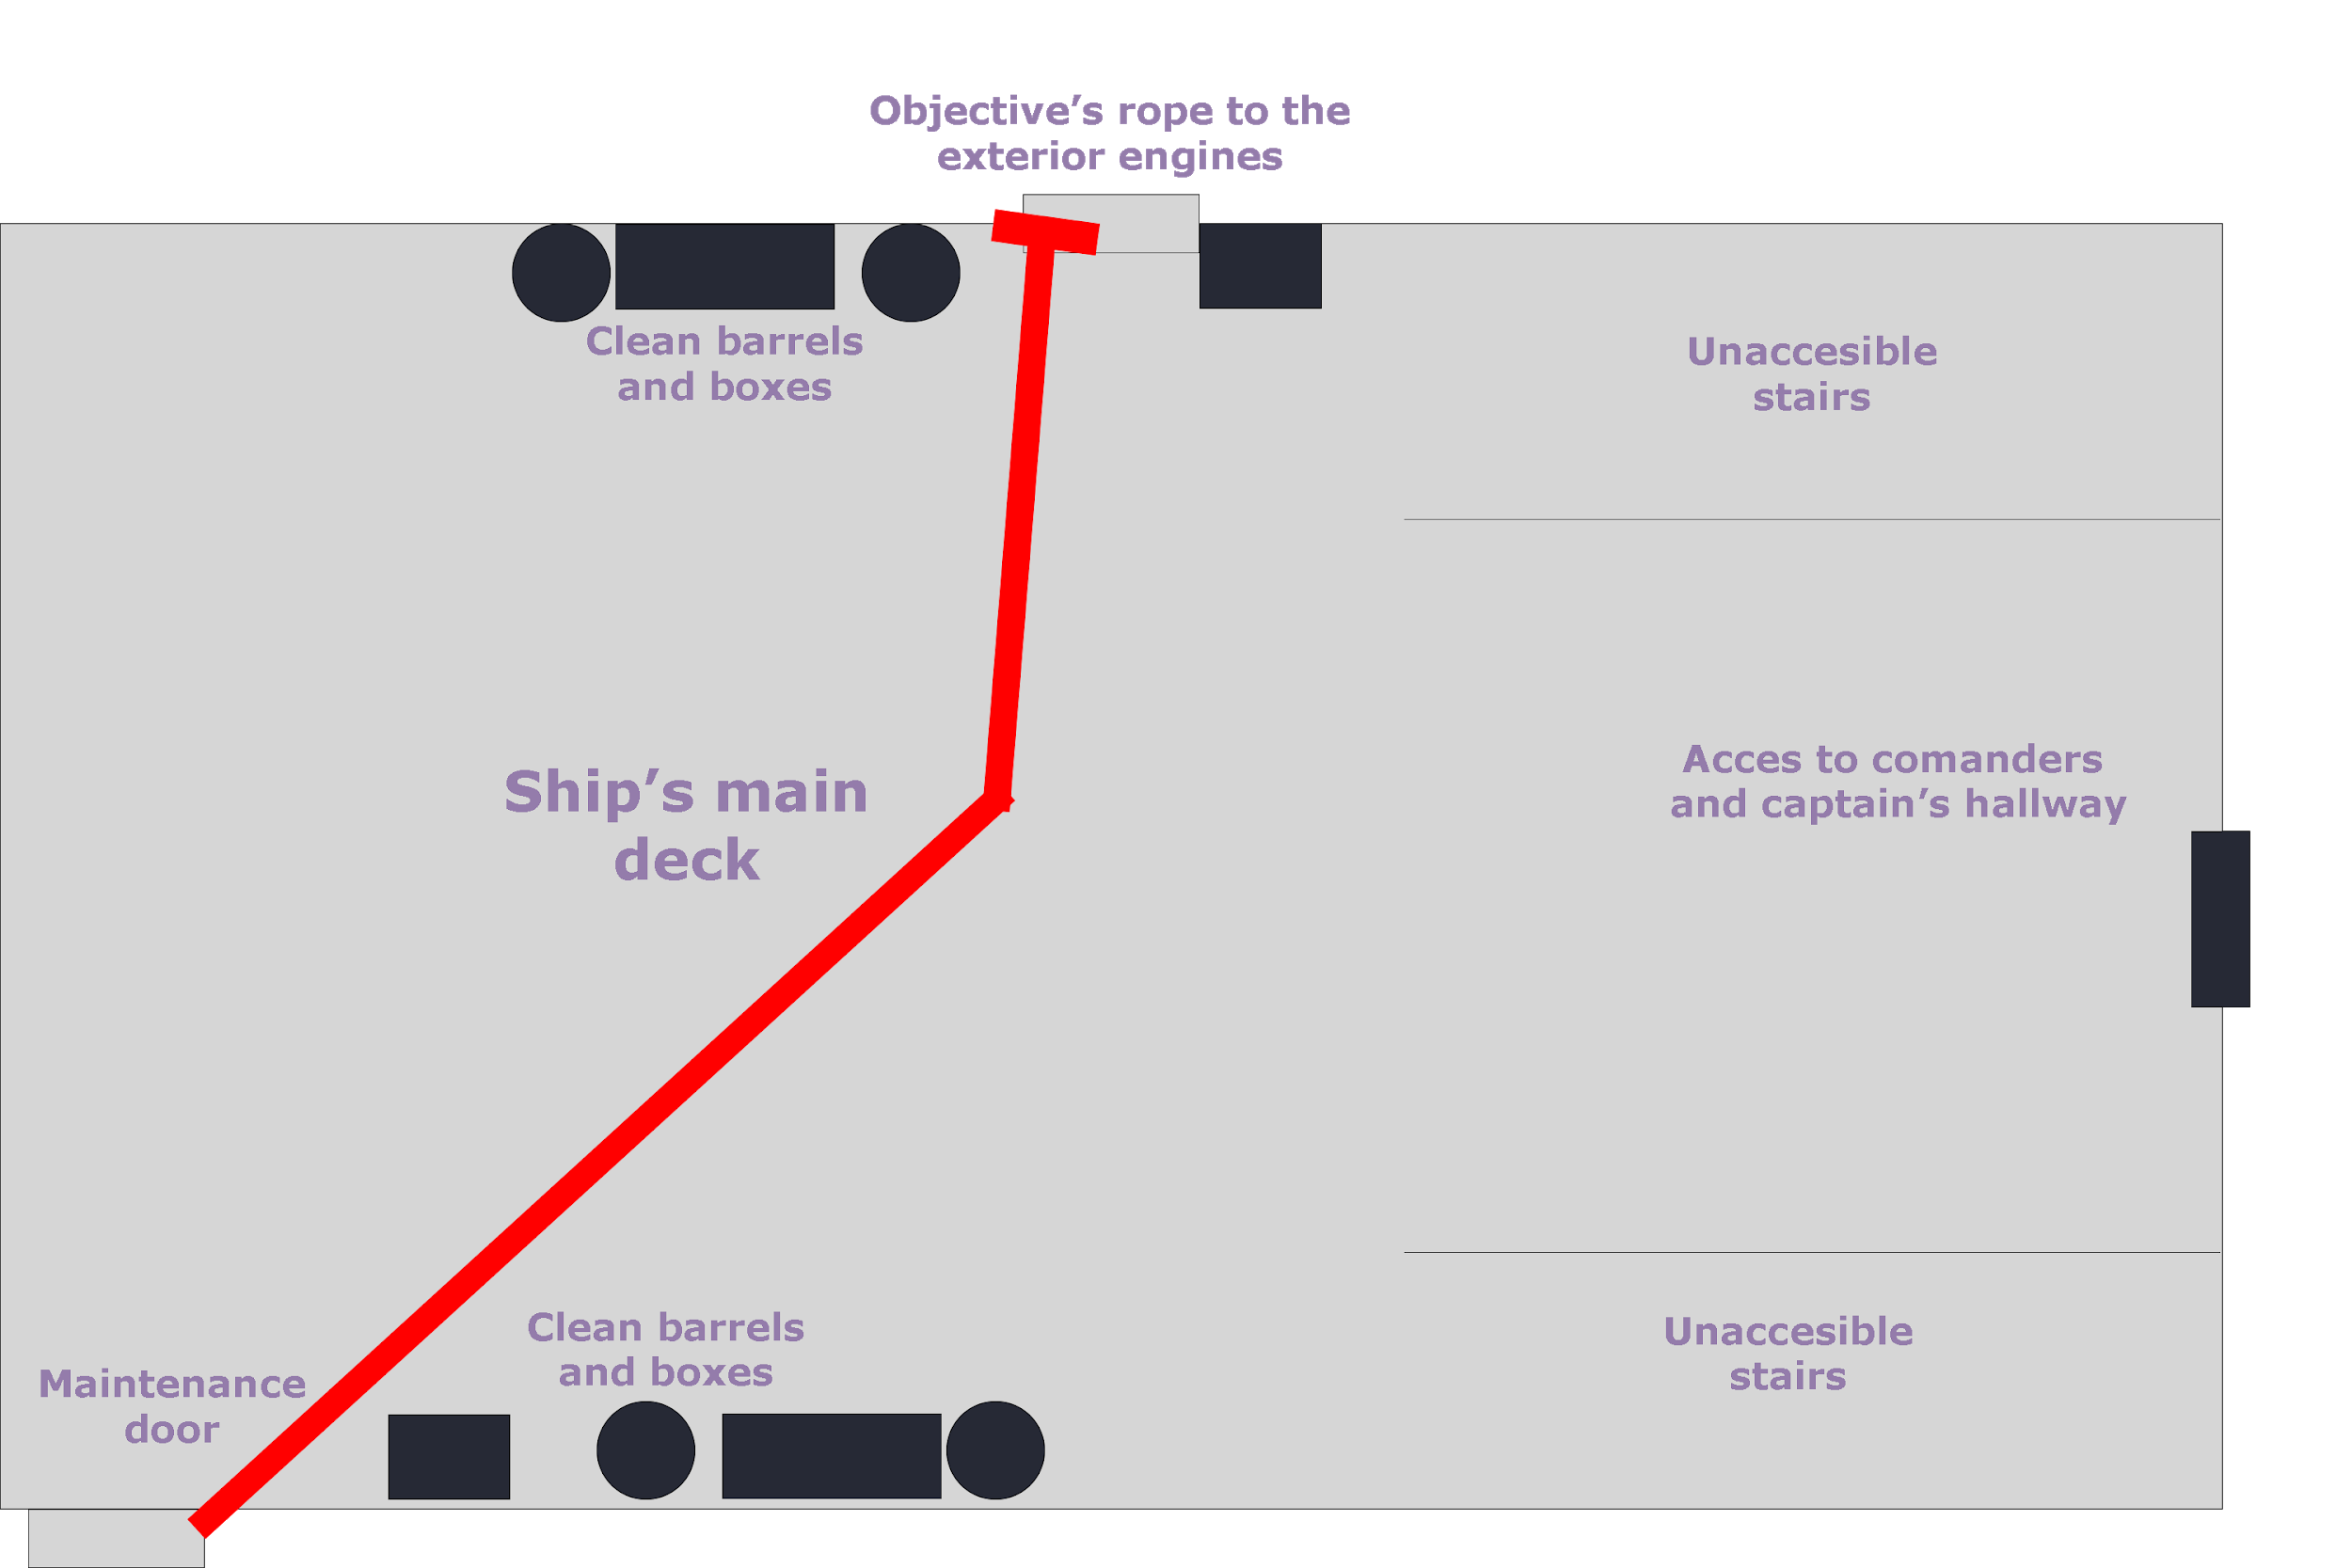 Objective’s rope to the
exterior engines
Clean barrels
and boxes
Unaccesible
stairs
Ship’s main
deck
Acces to comanders
and captain’s hallway
Clean barrels
and boxes
Unaccesible
stairs
Maintenance
door